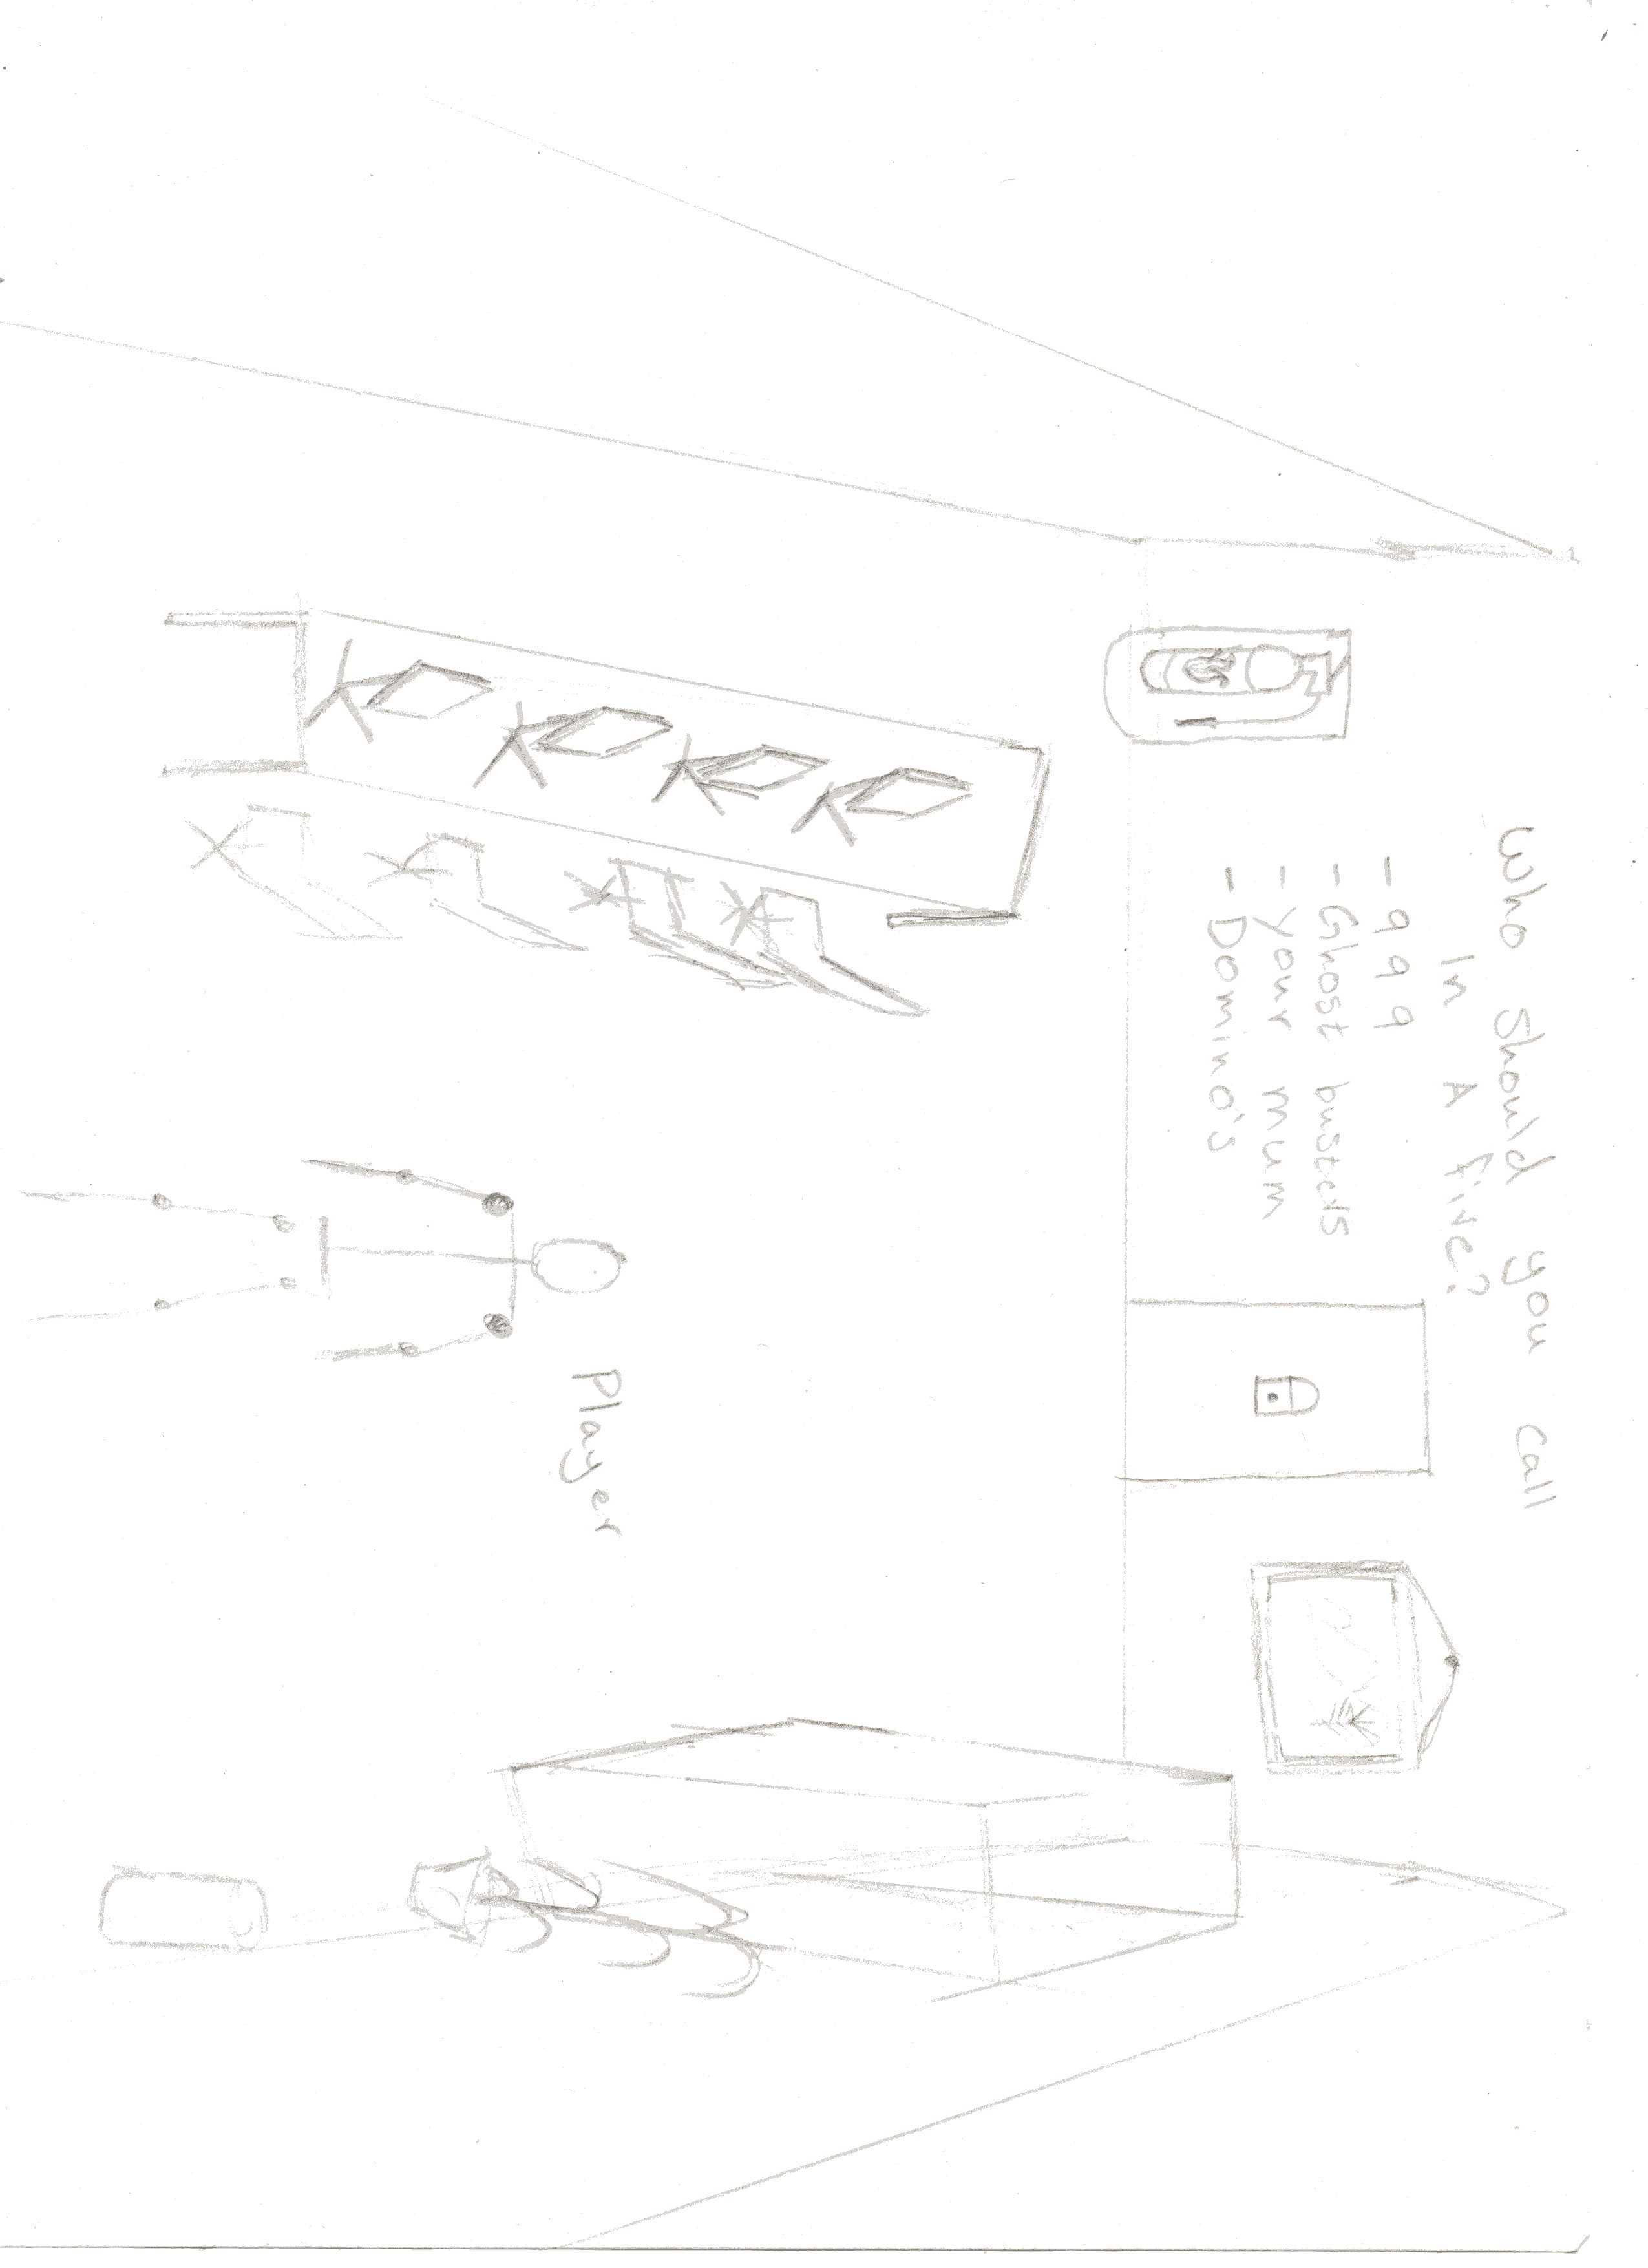 Who should you call
In A fire?
- 999
- Ghost busters
- your mum
- Domino's
Player